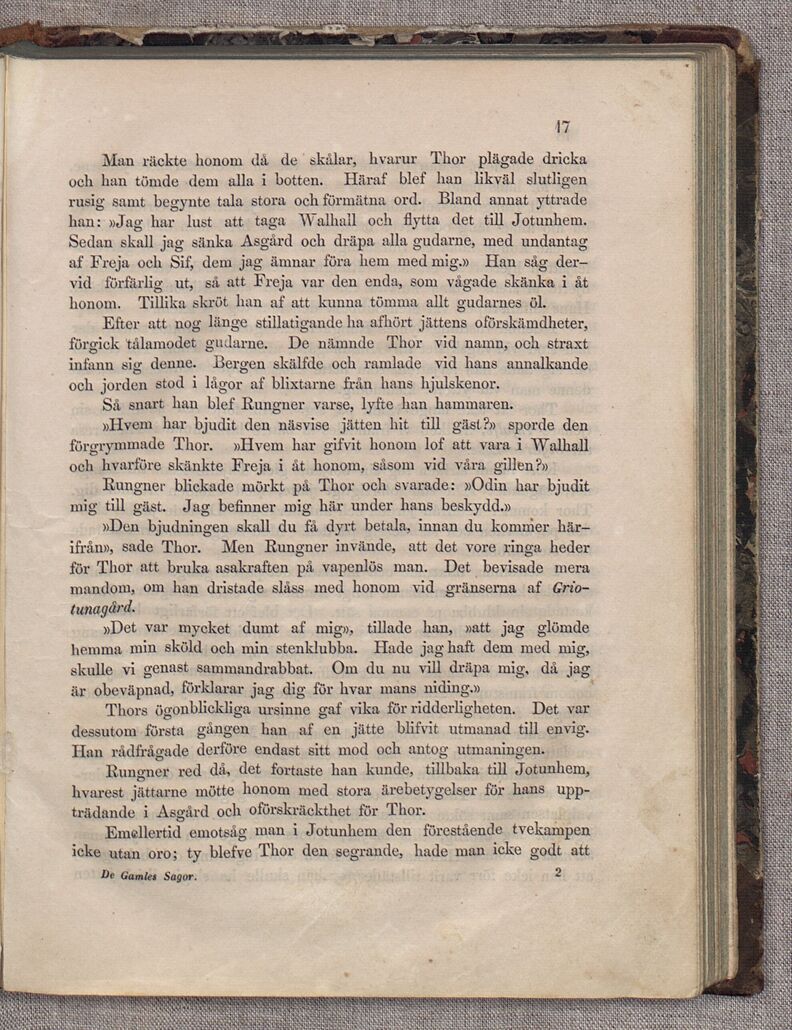 17
Man räckte honom då de skålar, hvarur Thor plägade dricka
och han tömde dem alla i botten. Häraf blef han likväl slutligen
rusig samt begynte tala stora och förmätna ord. Bland annat yttrade
han: »Jag har lust att taga Walhall och flytta det till Jotunhem.
Sedan skall jag sänka Asgård och dräpa alla gudarne, med undantag
af Freja och Sif, dem jag ämnar föra hem med mig.» Han såg der-
vid förfärlig ut, så att Freja var den enda, som vågade skänka i åt
honom. Tillika skröt han af att kunna tömma allt gudarnes öl.
Efter att nog länge stillatigande ha afhört jättens oförskämdheter,
förgick tålamodet gudarne. De nämnde Thor vid namn, och straxt
infann sig denne. Bergen skälfde och ramlade vid hans annalkande
och jorden stod i lågor af blixtarne från hans hjulskenor.
Så snart han blef Rungner varse, lyfte han hammaren.
»Hvem har bjudit den näsvise jätten hit till gäst?» sporde den
förgrymmade Thor. »Hvem har gifvit honom lof att vara i Walhall
och hvarföre skänkte Freja i åt honom, såsom vid våra gillen?»
Rungner blickade mörkt på Thor och svarade: »Odin har bjudit
mig till gäst. Jag befinner mig här under hans beskydd.»
»Den bjudningen skall du få dyrt betala, innan du kommer här-
ifrån», sade Thor. Men Rungner invände, att det vore ringa heder
för Thor att bruka asakraften på vapenlös man. Det bevisade mera
mandom, om han dristade slåss med honom vid gränserna af Grio-
tunagård.
»Det var mycket dumt af mig», tillade han, »att jag glömde
hemma min sköld och min stenklubba. Hade jag haft dem med mig,
skulle vi genast sammandrabbat. Om du nu vill dräpa mig, då jag
är obeväpnad, förklarar jag dig för hvar mans niding.»
Thors ögonblickliga ursinne gaf vika för ridderligheten. Det var
dessutom första gången han af en jätte blifvit utmanad till envig.
Han rådfrågade derföre endast sitt mod och antog utmaningen.
Rungner red då, det fortaste han kunde, tillbaka till Jotunhem,
hvarest jättarne mötte honom med stora ärebetygelser för hans upp-
trädande i Asgård och oförskräckthet för Thor.
Emellertid emotsåg man i Jotunhem den förestående tvekampen
icke utan oro; ty blefve Thor den segrande, hade man icke godt att
De Gamles Sagor. 2